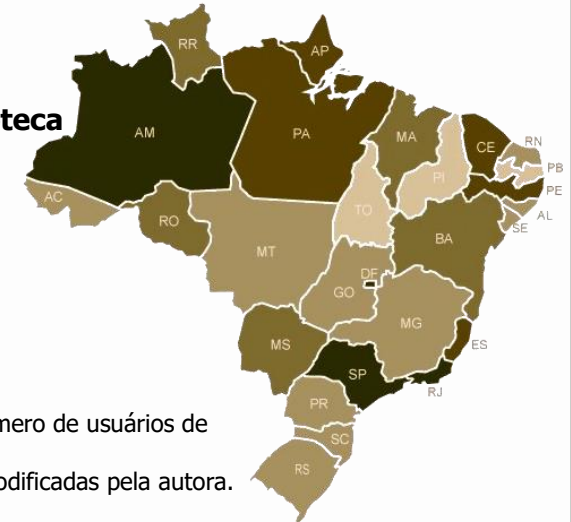 RR
AP
teca
AM
PA
MA
CE
RN
PB
PI
PE
AC
TO
AL
SE
RO
BA
MT
DF
GO
MG
MS
ES
SP
RJ
PR
mero de usuários de
SC
RS
odificadas pela autora.